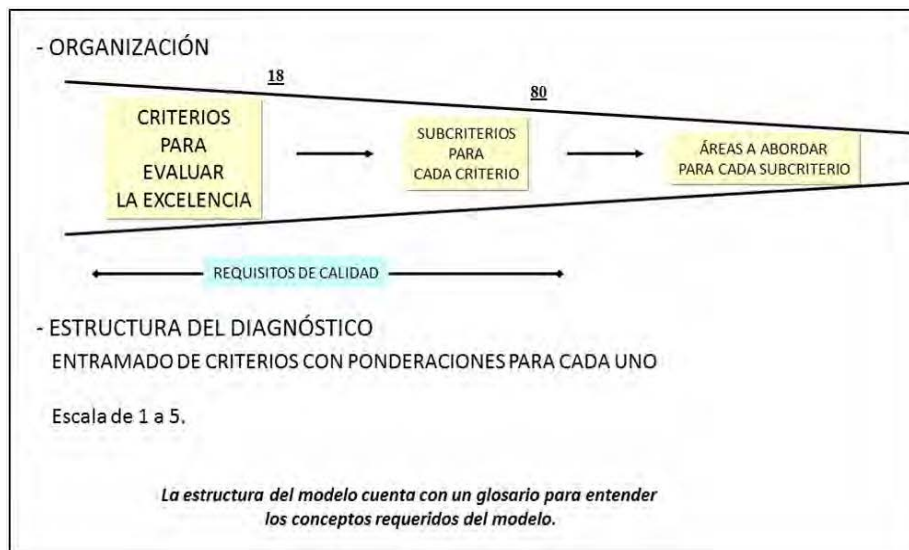 - ORGANIZACIÓN
18
80
CRITERIOS
PARA
EVALUAR
LA EXCELENCIA
SUBCRITERIOS
PARA
CADA CRITERIO
ÁREAS A ABORDAR
PARA CADA SUBCRITERIO
REQUISITOS DE CALIDAD
- ESTRUCTURA DEL DIAGNÓSTICO
ENTRAMADO DE CRITERIOS CON PONDERACIONES PARA CADA UNO
Escala de 1 a 5.
La estructura del modelo cuenta con un glosario para entender
los conceptos requeridos del modelo.